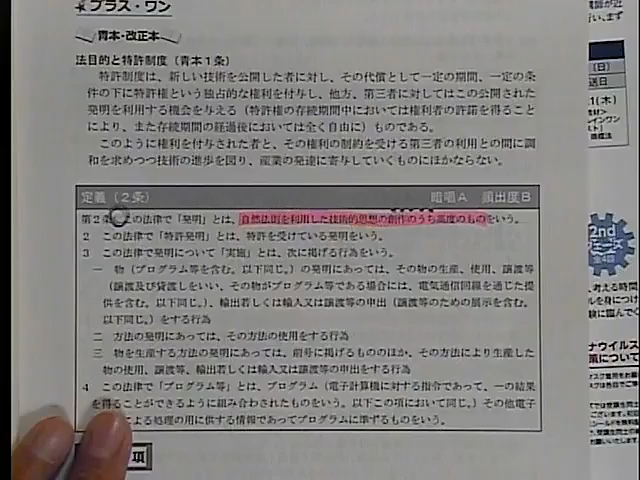 プラス・ワン
青本・改正本
法目的と特許制度（青本1条）
特許制度は、新しい技術を公開した者に対し、その代償として一定の期間、一定の条
件の下に特許権という独占的な権利を付与し、他方、第三者に対してはこの公開された
発明を利用する機会を与える（特許権の存続期間中においては権利者の許諾を得ること
により、また存続期間の経過後においては全く自由に）ものである。
このように権利を付与された者と、その権利の制約を受ける第三者の利用との間に調
和を求めつつ技術の進歩を図り、産業の発達に寄与していくものにほかならない。
定義（2条） 暗唱A 頻出度B
第2条 この法律で「発明」とは、自然法則を利用した技術的思想の創作のうち高度のものをいう。
2 この法律で「特許発明」とは、特許を受けている発明をいう。
3 この法律で発明について「実施」とは、次に掲げる行為をいう。
一 物（プログラム等を含む。以下同じ。）の発明にあっては、その物の生産、使用、譲渡等
（譲渡及び貸渡しをいい、その物がプログラム等である場合には、電気通信回線を通じた提
供を含む。以下同じ。）、輸出若しくは輸入又は譲渡等の申出（譲渡等のための展示を含む。
以下同じ。）をする行為
二 方法の発明にあっては、その方法の使用をする行為
三 物を生産する方法の発明にあっては、前号に掲げるもののほか、その方法により生産した
物の使用、譲渡等、輸出若しくは輸入又は譲渡等の申出をする行為
4 この法律で「プログラム等」とは、プログラム（電子計算機に対する指令であって、一の結果
を得ることができるように組み合わされたものをいう。以下この項において同じ。）その他電子
による処理の用に供する情報であってプログラムに準ずるものをいう。
項
（日）
送日
1（木）
2nd
フェーズ
全4回
ナウイルス
策について